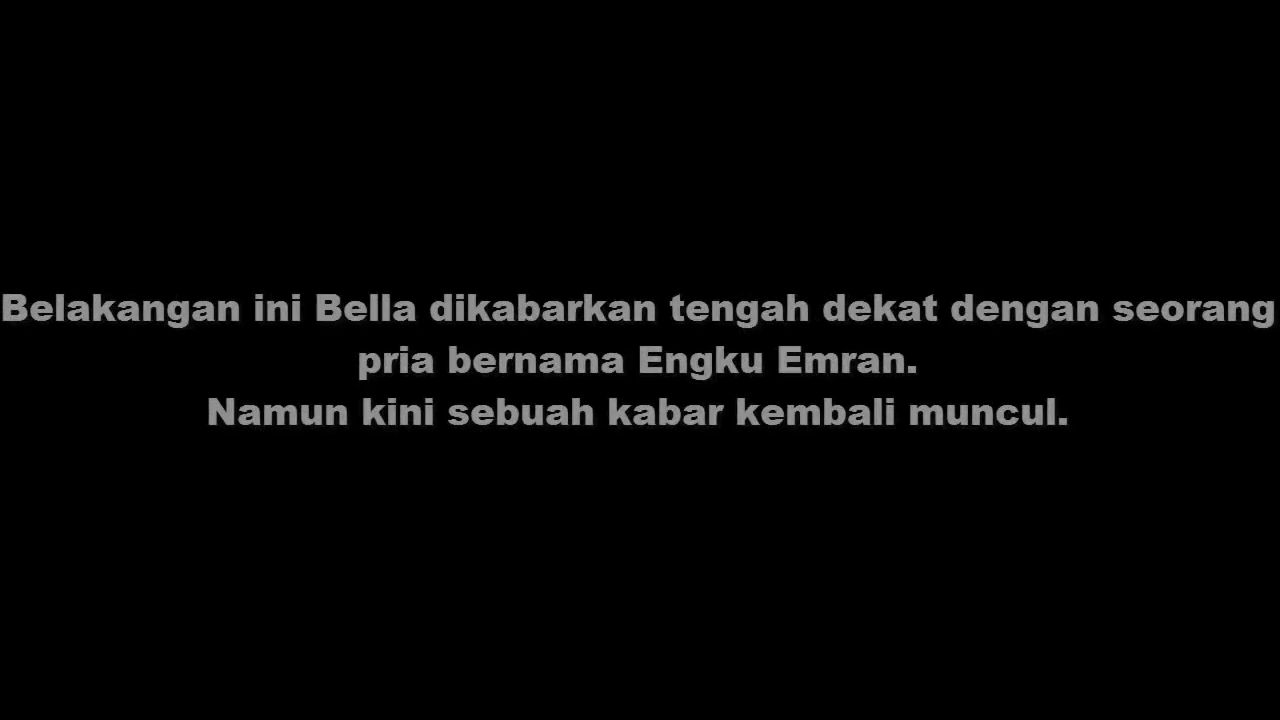 Belakangan ini Bella dikabarkan tengah dekat dengan seorang
pria bernama Engku Emran.
Namun kini sebuah kabar kembali muncul.